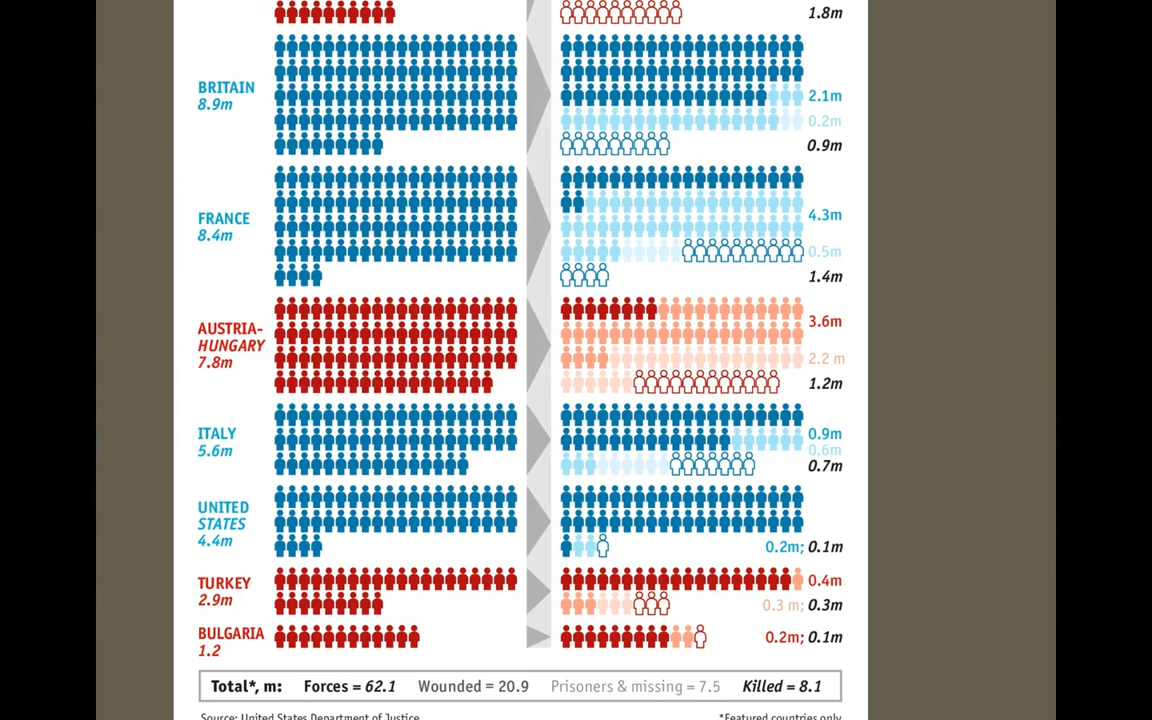 1.8m
BRITAIN
8.9m
2.1m
0.2m
0.9m
FRANCE
8.4m
4.3m
0.5m
1.4m
AUSTRIA-
HUNGARY
7.8m
3.6m
2.2 m
1.2m
ITALY
5.6m
0.9m
0.6m
0.7m
UNITED
STATES
4.4m
0.2m; 0.1m
TURKEY
2.9m
0.4m
0.3 m; 0.3m
BULGARIA
1.2
0.2m; 0.1m
Total*, m: Forces = 62.1 Wounded = 20.9 Prisoners & missing = 7.5 Killed = 8.1
Source: United States Department of Justice *Featured countries only